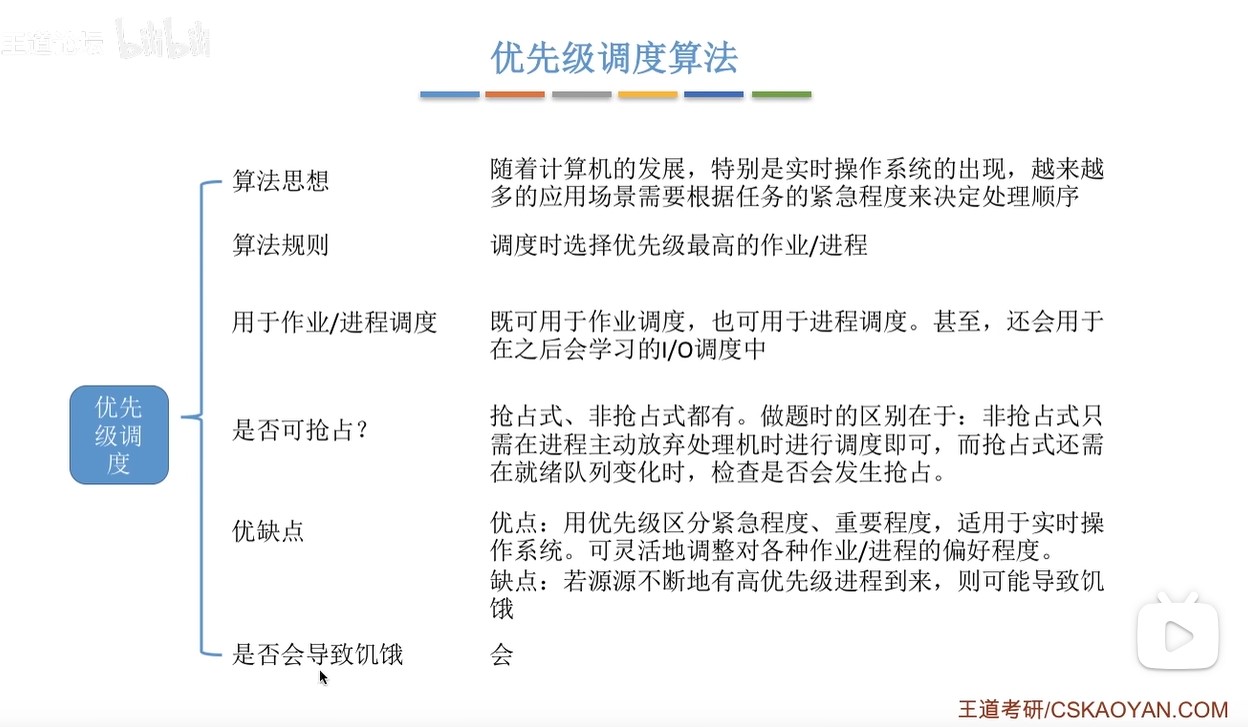 王道论坛 bilibili
优先级调度算法
算法思想
随着计算机的发展，特别是实时操作系统的出现，越来越
多的应用场景需要根据任务的紧急程度来决定处理顺序
算法规则
调度时选择优先级最高的作业/进程
用于作业/进程调度
既可用于作业调度，也可用于进程调度。甚至，还会用于
在之后会学习的I/O调度中
优先
级调
度
是否可抢占？
抢占式、非抢占式都有。做题时的区别在于：非抢占式只
需在进程主动放弃处理机时进行调度即可，而抢占式还需
在就绪队列变化时，检查是否会发生抢占。
优缺点
优点：用优先级区分紧急程度、重要程度，适用于实时操
作系统。可灵活地调整对各种作业/进程的偏好程度。
缺点：若源源不断地有高优先级进程到来，则可能导致饥
饿
是否会导致饥饿
会
王道考研/CSKAOYAN.COM